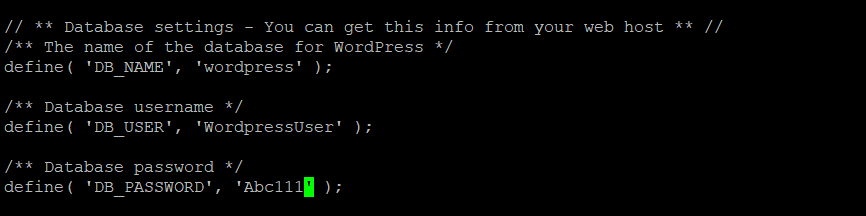 // ** Database settings - You can get this info from your web host ** //
/** The name of the database for WordPress */
define( 'DB_NAME', 'wordpress' );
/** Database username */
define( 'DB_USER', 'WordpressUser' );
/** Database password */
define( 'DB_PASSWORD', 'Abc111' );